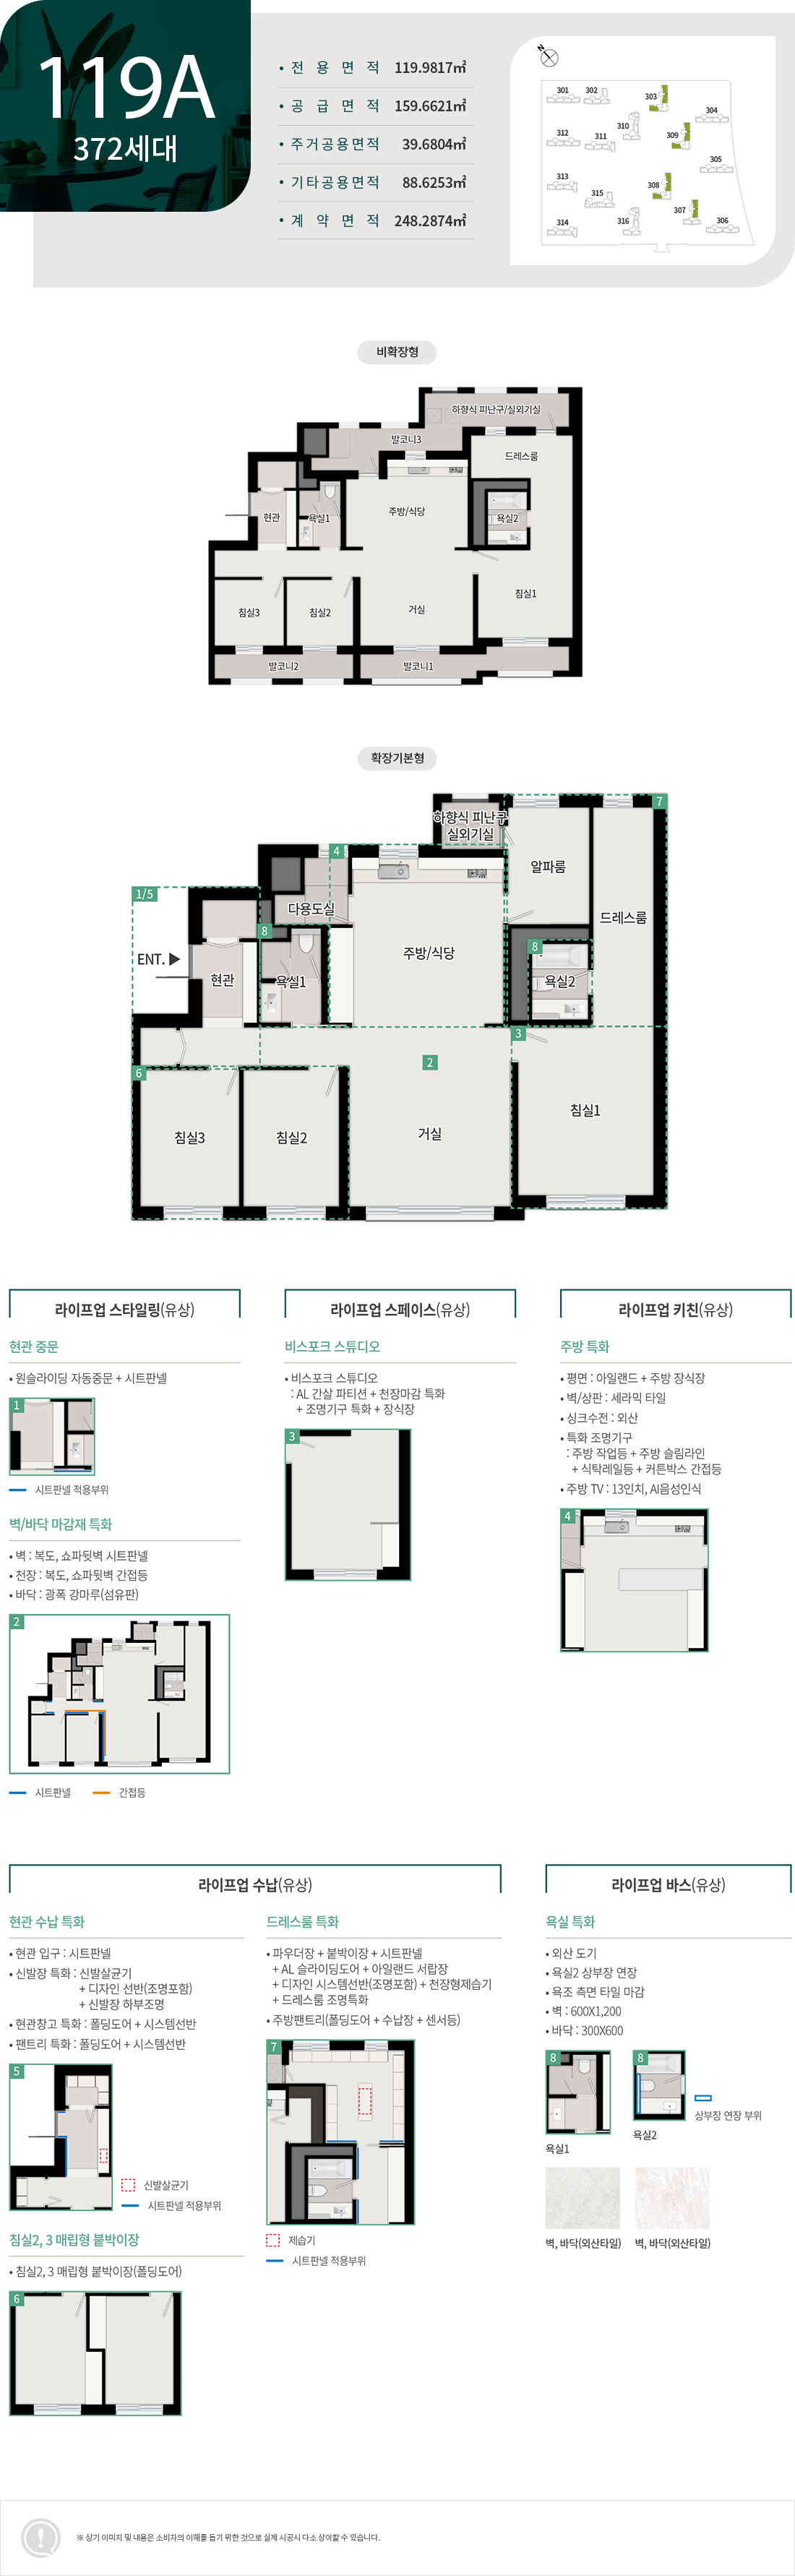 119A
372세대
• 전 용 면 적 119.9817㎡
• 공 급 면 적 159.6621㎡
• 주거공용면적 39.6804㎡
• 기타공용면적 88.6253㎡
• 계 약 면 적 248.2874㎡
N
301
302
303
304
312
311
310
309
305
313
315
308
314
316
307
306
비확장형
하향식 피난구/실외기실
발코니3
드레스룸
현관
욕실1
주방/식당
욕실2
침실3
침실2
거실
침실1
발코니2
발코니1
확장기본형
7
하향식 피난구
실외기실
4
알파룸
1/5
다용도실
드레스룸
8
8
ENT. ▶
현관
욕실1
주방/식당
욕실2
3
6
2
침실3
침실2
거실
침실1
라이프업 스타일링(유상)
현관 중문
• 원슬라이딩 자동중문 + 시트판넬
1
시트판넬 적용부위
벽/바닥 마감재 특화
• 벽 : 복도, 쇼파뒷벽 시트판넬
• 천장 : 복도, 쇼파뒷벽 간접등
• 바닥 : 광폭 강마루(섬유판)
2
시트판넬 간접등
라이프업 스페이스(유상)
비스포크 스튜디오
• 비스포크 스튜디오
: AL 간살 파티션 + 천장마감 특화
+ 조명기구 특화 + 장식장
3
라이프업 키친(유상)
주방 특화
• 평면 : 아일랜드 + 주방 장식장
• 벽/상판 : 세라믹 타일
• 싱크수전 : 외산
• 특화 조명기구
: 주방 작업등 + 주방 슬림라인
+ 식탁레일등 + 커튼박스 간접등
• 주방 TV : 13인치, AI음성인식
4
라이프업 수납(유상)
현관 수납 특화
• 현관 입구 : 시트판넬
• 신발장 특화 : 신발살균기
+ 디자인 선반(조명포함)
+ 신발장 하부조명
• 현관창고 특화 : 폴딩도어 + 시스템선반
• 팬트리 특화 : 폴딩도어 + 시스템선반
5
신발살균기
시트판넬 적용부위
침실2, 3 매립형 붙박이장
• 침실2, 3 매립형 붙박이장(폴딩도어)
6
드레스룸 특화
• 파우더장 + 붙박이장 + 시트판넬
+ AL 슬라이딩도어 + 아일랜드 서랍장
+ 디자인 시스템선반(조명포함) + 천장형제습기
+ 드레스룸 조명특화
• 주방팬트리(폴딩도어 + 수납장 + 센서등)
7
제습기
시트판넬 적용부위
라이프업 바스(유상)
욕실 특화
• 외산 도기
• 욕실2 상부장 연장
• 욕조 측면 타일 마감
• 벽 : 600X1,200
• 바닥 : 300X600
8
8
상부장 연장 부위
욕실1
욕실2
벽, 바닥(외산타일)
벽, 바닥(외산타일)
※ 상기 이미지 및 내용은 소비자의 이해를 돕기 위한 것으로 실제 시공시 다소 상이할 수 있습니다.